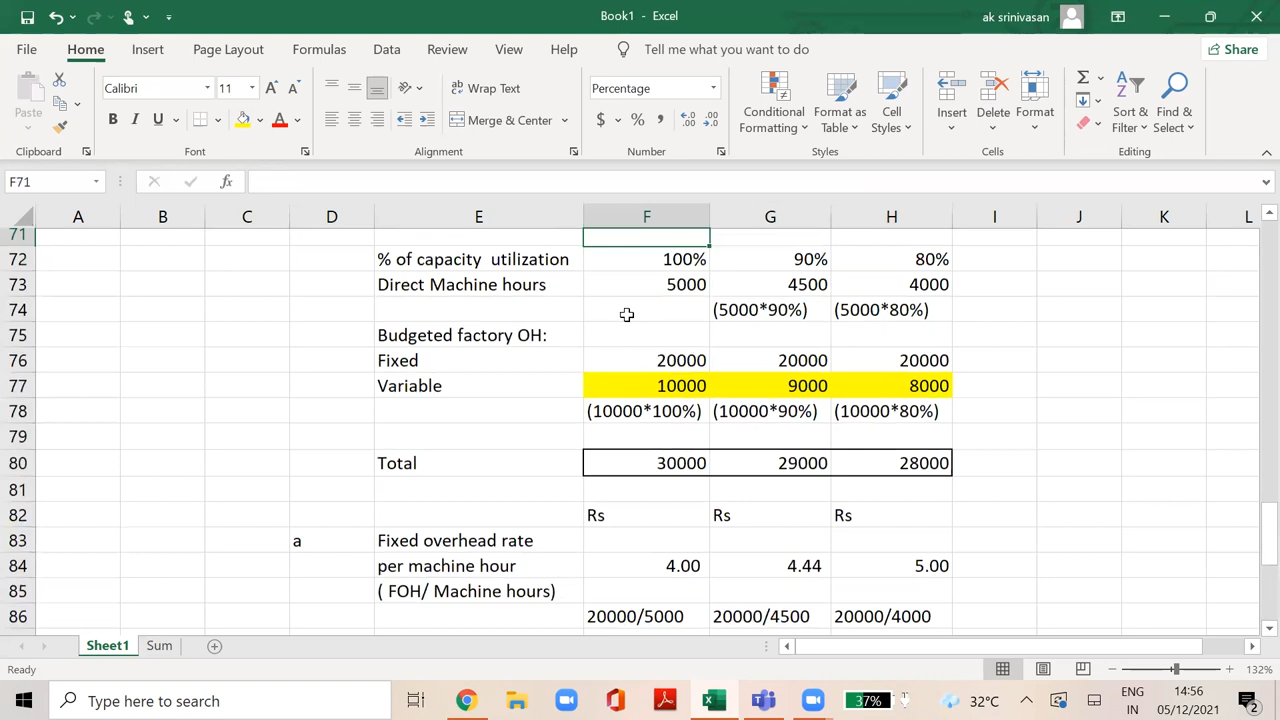 Book1 - Excel
ak srinivasan
File Home Insert Page Layout Formulas Data Review View Help Tell me what you want to do Share
Paste
Calibri 11
B I U
Wrap Text
Merge & Center
Percentage
$ % ,
Conditional Formatting
Format as Table
Cell Styles
Insert Delete Format
Sort & Filter
Find & Select
Clipboard Font Alignment Number Styles Cells Editing
F71 fx
A B C D E F G H I J K L
71
72 % of capacity utilization 100% 90% 80%
73 Direct Machine hours 5000 4500 4000
74 (5000*90%) (5000*80%)
75 Budgeted factory OH:
76 Fixed 20000 20000 20000
77 Variable 10000 9000 8000
78 (10000*100%) (10000*90%) (10000*80%)
79
80 Total 30000 29000 28000
81
82 Rs Rs Rs
83 a Fixed overhead rate
84 per machine hour 4.00 4.44 5.00
85 ( FOH/ Machine hours)
86 20000/5000 20000/4500 20000/4000
Sheet1 Sum
Ready 132%
Type here to search
37%
32°C
ENG
IN
14:56
05/12/2021
2